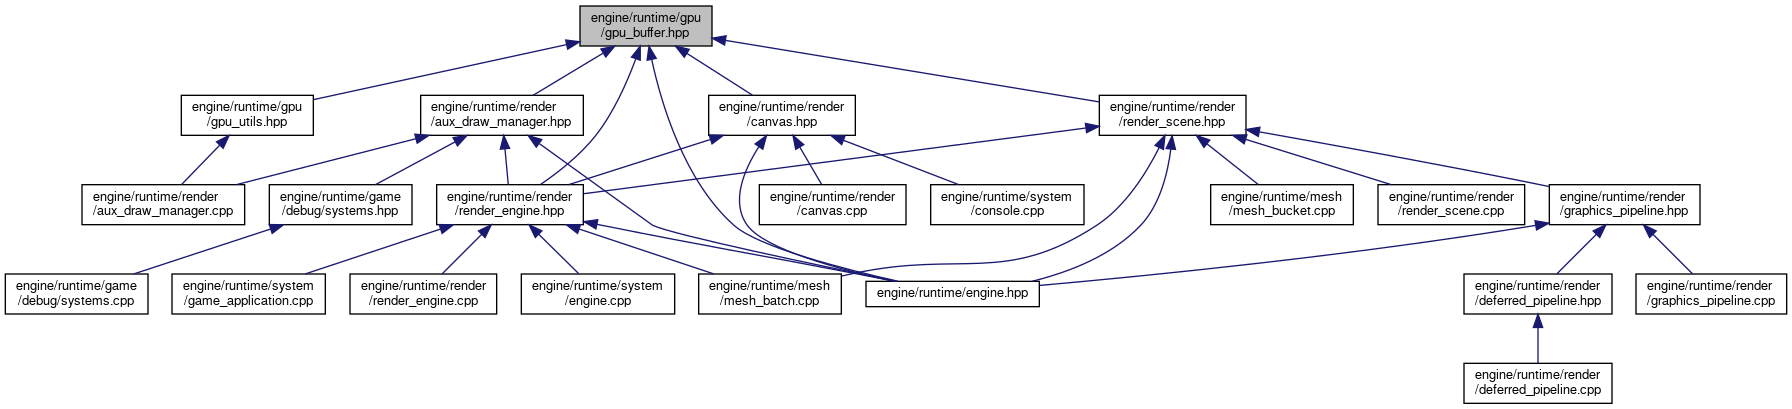 engine/runtime/gpu
/gpu_buffer.hpp
engine/runtime/gpu
/gpu_utils.hpp
engine/runtime/render
/aux_draw_manager.hpp
engine/runtime/render
/canvas.hpp
engine/runtime/render
/render_scene.hpp
engine/runtime/render
/aux_draw_manager.cpp
engine/runtime/game
/debug/systems.hpp
engine/runtime/render
/render_engine.hpp
engine/runtime/render
/canvas.cpp
engine/runtime/system
/console.cpp
engine/runtime/mesh
/mesh_bucket.cpp
engine/runtime/render
/render_scene.cpp
engine/runtime/render
/graphics_pipeline.hpp
engine/runtime/game
/debug/systems.cpp
engine/runtime/system
/game_application.cpp
engine/runtime/render
/render_engine.cpp
engine/runtime/system
/engine.cpp
engine/runtime/mesh
/mesh_batch.cpp
engine/runtime/engine.hpp
engine/runtime/render
/deferred_pipeline.hpp
engine/runtime/render
/graphics_pipeline.cpp
engine/runtime/render
/deferred_pipeline.cpp